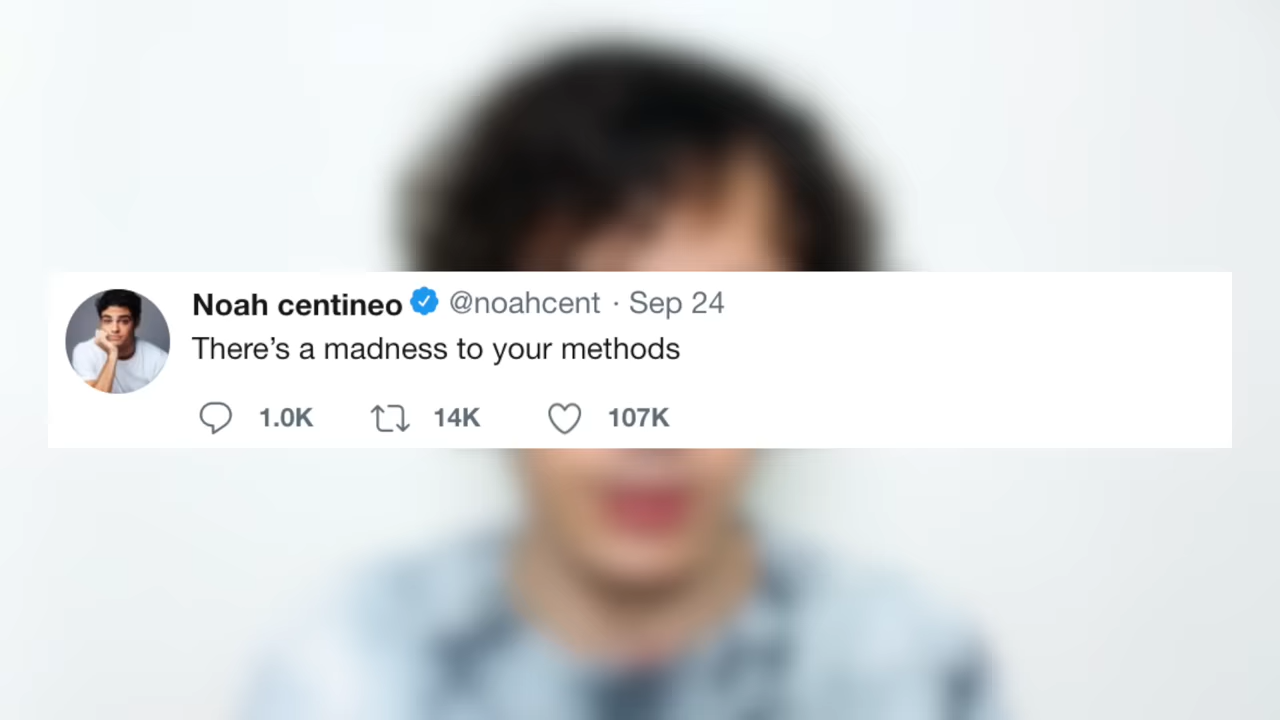 Noah centineo @noahcent · Sep 24
There’s a madness to your methods
1.0K 14K 107K